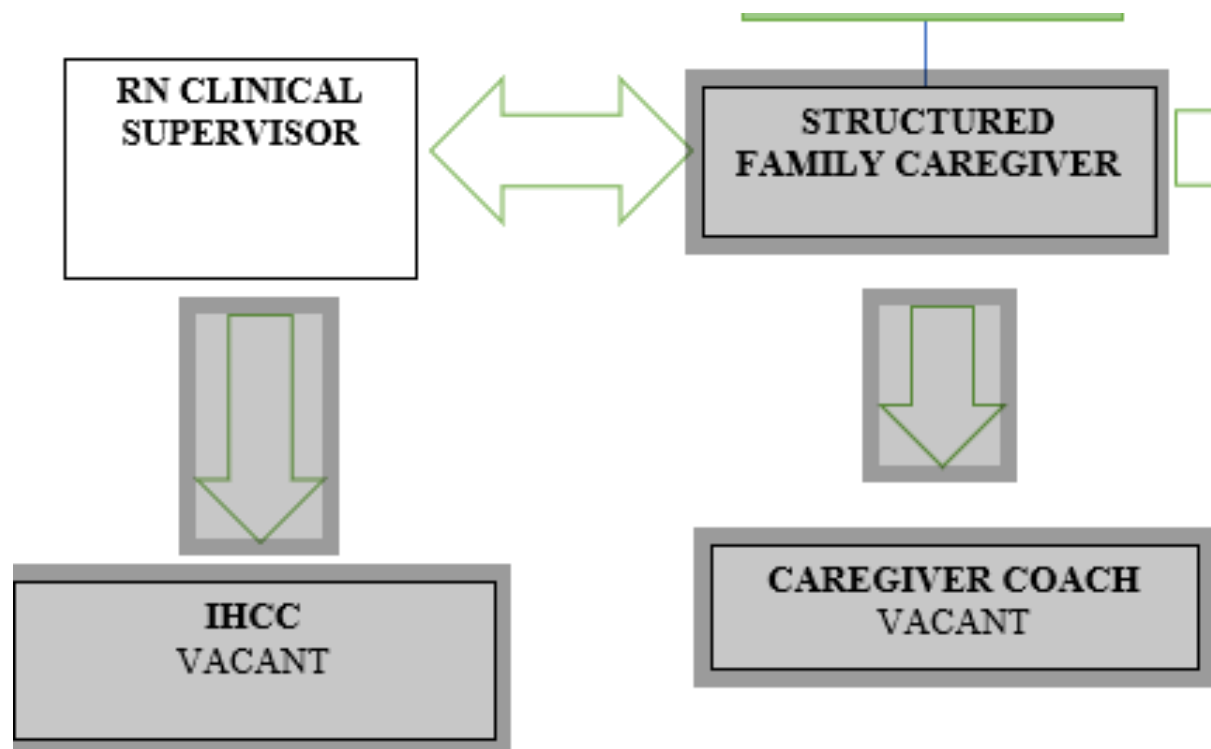 RN CLINICAL
SUPERVISOR
STRUCTURED
FAMILY CAREGIVER
IHCC
VACANT
CAREGIVER COACH
VACANT